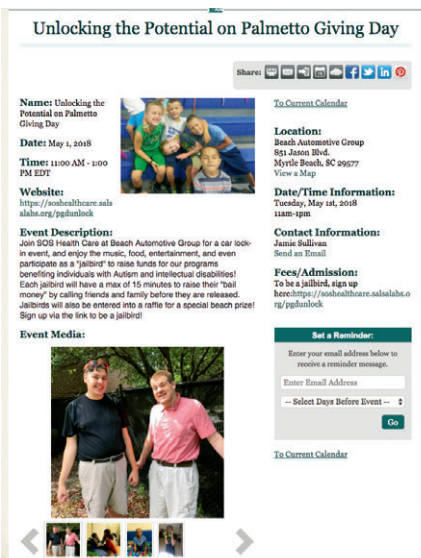 Unlocking the Potential on Palmetto Giving Day
Share:
Name: Unlocking the
Potential on Palmetto
Giving Day
Date: May 1, 2018
Time: 11:00 AM - 1:00
PM EDT
Website:
https://soshealthcare.sals
alabs.org/pgdunlock
Event Description:
Join SOS Health Care at Beach Automotive Group for a car lock-
in event, and enjoy the music, food, entertainment, and even
participate as a "jailbird" to raise funds for our programs
benefiting individuals with Autism and intellectual disabilities!
Each jailbird will have a max of 15 minutes to raise their "bail
money" by calling friends and family before they are released.
Jailbirds will also be entered into a raffle for a special beach prize!
Sign up via the link to be a jailbird!
Event Media:
To Current Calendar
Location:
Beach Automotive Group
851 Jason Blvd.
Myrtle Beach, SC 29577
View a Map
Date/Time Information:
Tuesday, May 1st, 2018
11am-1pm
Contact Information:
Jamie Sullivan
Send an Email
Fees/Admission:
To be a jailbird, sign up
here:https://soshealthcare.salsalabs.o
rg/pgdunlock
Set a Reminder:
Enter your email address below to
receive a reminder message.
Enter Email Address
-- Select Days Before Event --
Go
To Current Calendar